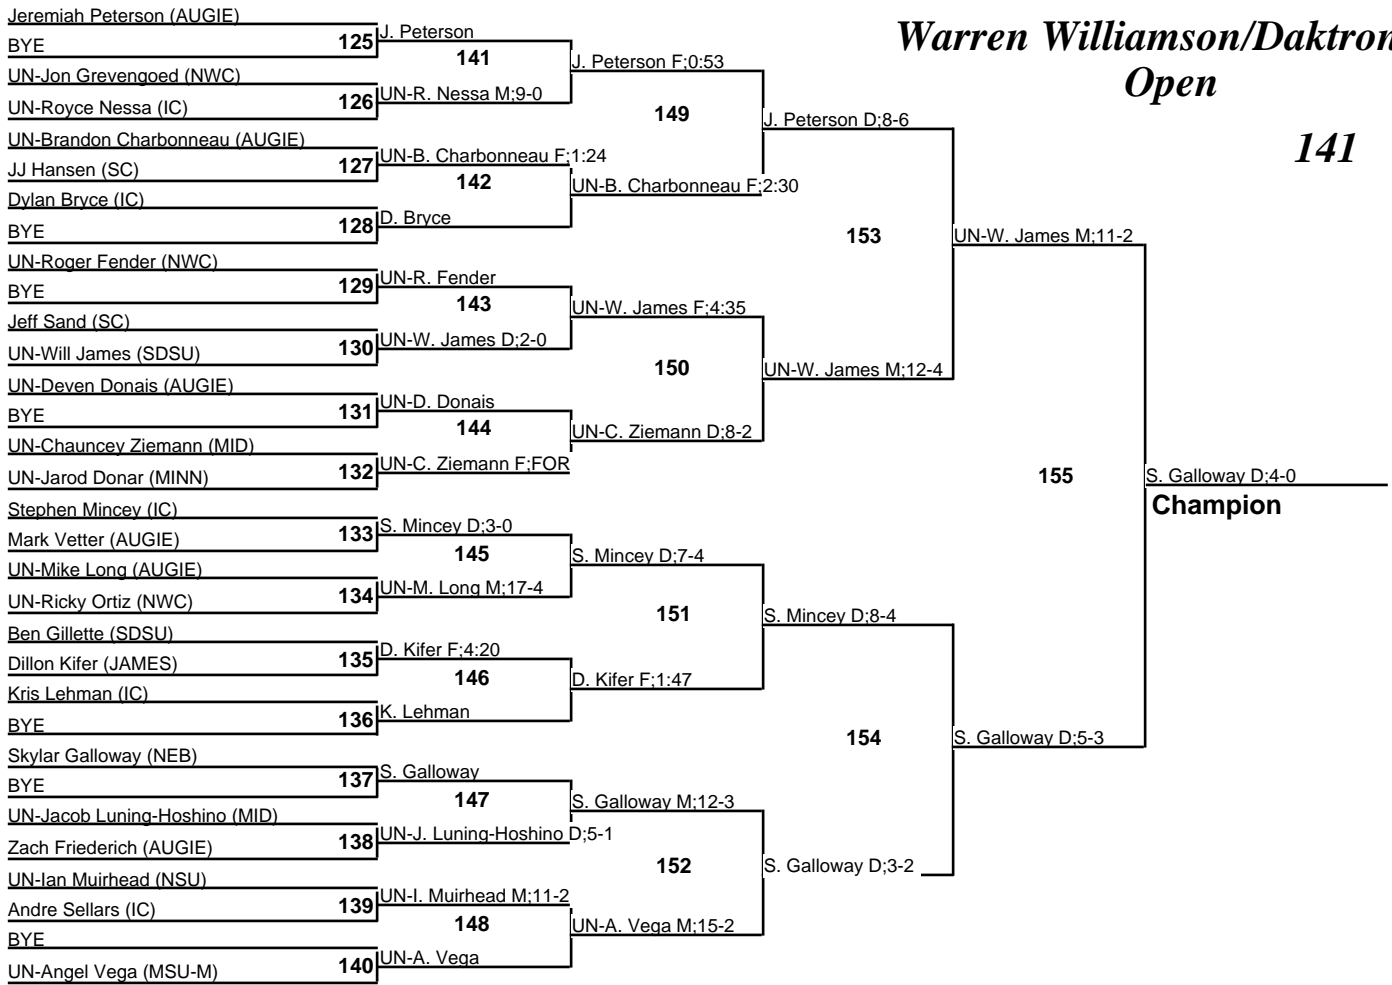 Warren Williamson/Daktron
Open
141
Jeremiah Peterson (AUGIE)
BYE
UN-Jon Grevengoed (NWC)
UN-Royce Nessa (IC)
UN-Brandon Charbonneau (AUGIE)
JJ Hansen (SC)
Dylan Bryce (IC)
BYE
UN-Roger Fender (NWC)
BYE
Jeff Sand (SC)
UN-Will James (SDSU)
UN-Deven Donais (AUGIE)
BYE
UN-Chauncey Ziemann (MID)
UN-Jarod Donar (MINN)
Stephen Mincey (IC)
Mark Vetter (AUGIE)
UN-Mike Long (AUGIE)
UN-Ricky Ortiz (NWC)
Ben Gillette (SDSU)
Dillon Kifer (JAMES)
Kris Lehman (IC)
BYE
Skylar Galloway (NEB)
BYE
UN-Jacob Luning-Hoshino (MID)
Zach Friederich (AUGIE)
UN-Ian Muirhead (NSU)
Andre Sellars (IC)
BYE
UN-Angel Vega (MSU-M)
125
126
127
128
129
130
131
132
133
134
135
136
137
138
139
140
J. Peterson
UN-R. Nessa M;9-0
UN-B. Charbonneau F;1:24
D. Bryce
UN-R. Fender
UN-W. James D;2-0
UN-D. Donais
UN-C. Ziemann F;FOR
S. Mincey D;3-0
UN-M. Long M;17-4
D. Kifer F;4:20
K. Lehman
S. Galloway
UN-J. Luning-Hoshino D;5-1
UN-I. Muirhead M;11-2
UN-A. Vega
141
142
143
144
145
146
147
148
J. Peterson F;0:53
UN-B. Charbonneau F;2:30
UN-W. James F;4:35
UN-C. Ziemann D;8-2
S. Mincey D;7-4
D. Kifer F;1:47
S. Galloway M;12-3
UN-A. Vega M;15-2
149
150
151
152
J. Peterson D;8-6
UN-W. James M;12-4
S. Mincey D;8-4
S. Galloway D;3-2
153
154
UN-W. James M;11-2
S. Galloway D;5-3
155
S. Galloway D;4-0
Champion